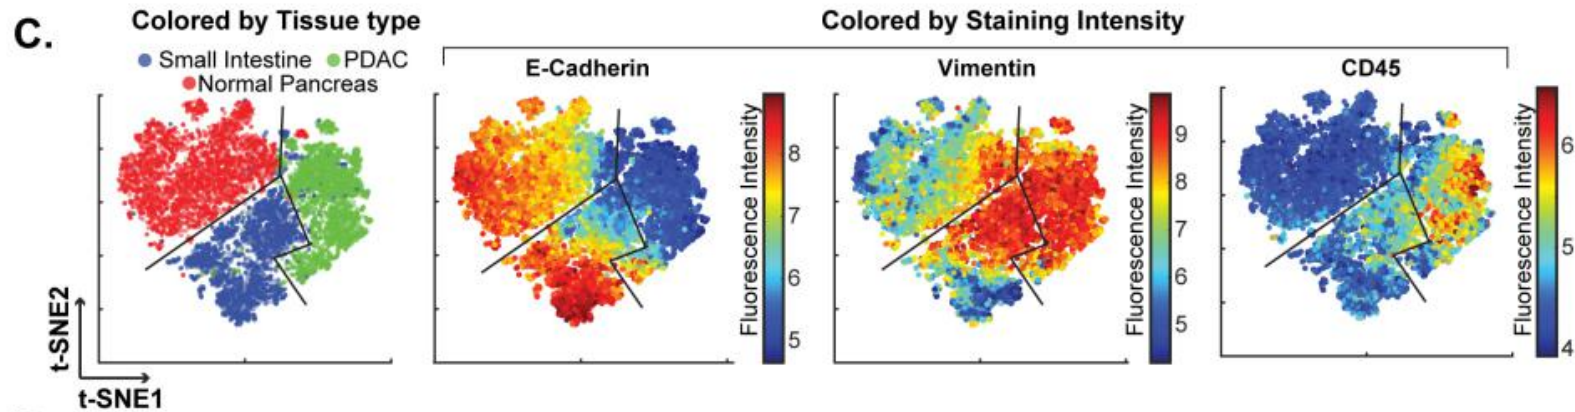 C.
Colored by Tissue type
Small Intestine PDAC
Normal Pancreas
Colored by Staining Intensity
E-Cadherin
Fluorescence Intensity
8
7
6
5
Vimentin
Fluorescence Intensity
9
8
7
6
5
CD45
Fluorescence Intensity
6
5
4
t-SNE2
t-SNE1